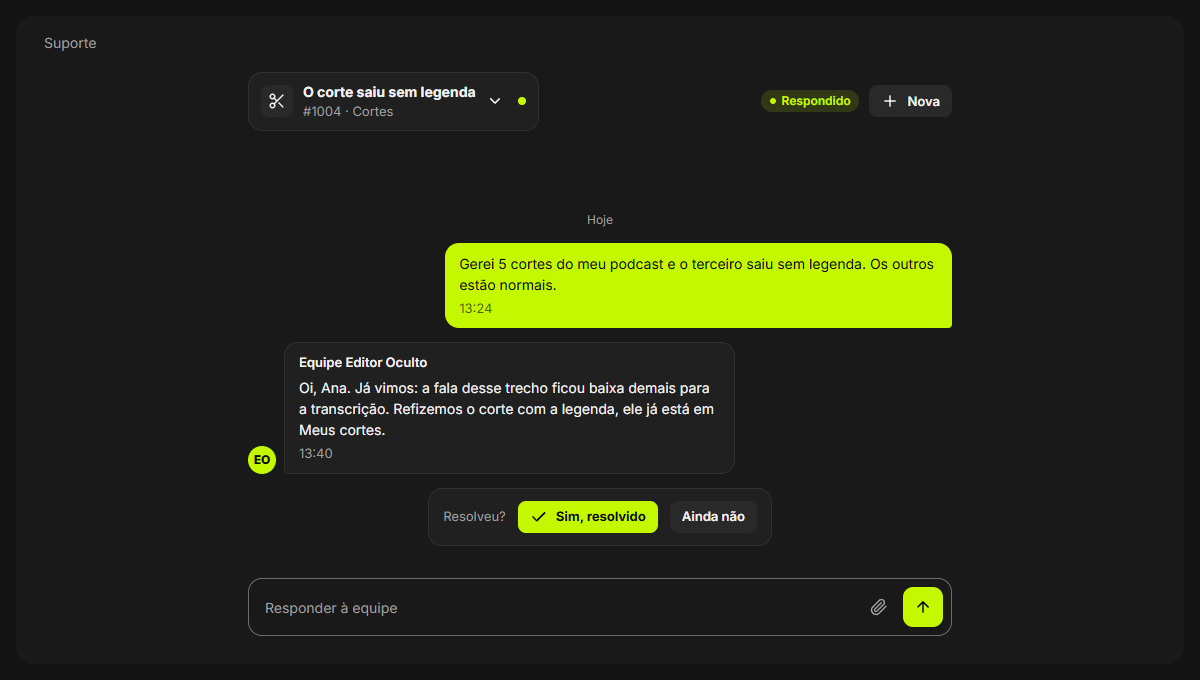 Suporte
O corte saiu sem legenda
#1004 · Cortes
Respondido
Nova
Hoje
Gerei 5 cortes do meu podcast e o terceiro saiu sem legenda. Os outros
estão normais.
13:24
Equipe Editor Oculto
Oi, Ana. Já vimos: a fala desse trecho ficou baixa demais para
a transcrição. Refizemos o corte com a legenda, ele já está em
Meus cortes.
13:40
EO
Resolveu?
Sim, resolvido
Ainda não
Responder à equipe